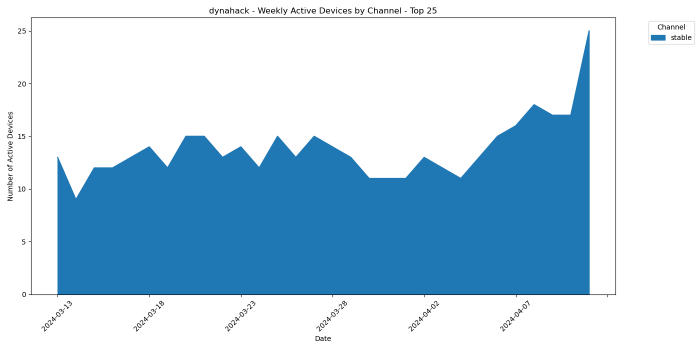 dynahack - Weekly Active Devices by Channel - Top 25
Channel
stable
Number of Active Devices
25
20
15
10
5
0
2024-03-13
2024-03-18
2024-03-23
2024-03-28
2024-04-02
2024-04-07
Date